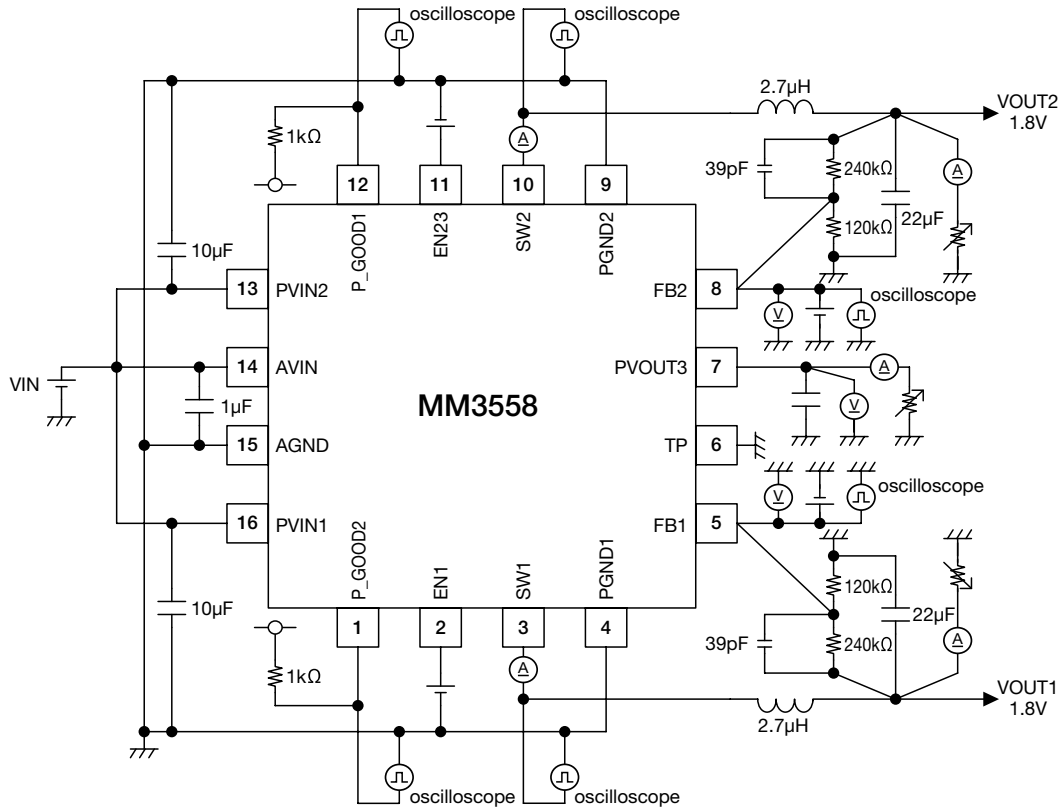 oscilloscope
oscilloscope
2.7μH
VOUT2
1.8V
1kΩ
A
A
39pF
240kΩ
120kΩ
22μF
12
11
10
9
P_GOOD1
EN23
SW2
PGND2
10μF
13
PVIN2
FB2
8
oscilloscope
V
VIN
14
AVIN
PVOUT3
7
A
V
1μF
MM3558
15
AGND
TP
6
V
oscilloscope
16
PVIN1
FB1
5
P_GOOD2
EN1
SW1
PGND1
10μF
1
2
3
4
120kΩ
22μF
39pF
240kΩ
A
1kΩ
A
2.7μH
VOUT1
1.8V
oscilloscope
oscilloscope